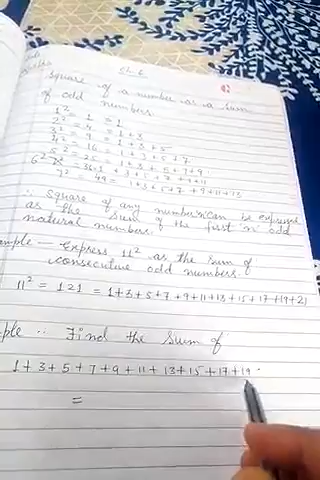 Ch. 6
Square of a number as a sum
of odd numbers.
1² = 1 = 1
2² = 4 = 1+3
3² = 9 = 1+3+5
4² = 16 = 1+3+5+7
5² = 25 = 1+3+5+7+9
6² = 36 = 1+3+5+7+9+11
7² = 49 = 1+3+5+7+9+11+13
∴ Square of any number 'n' can be expressed
as the sum of the first 'n' odd
natural numbers.
ample — Express 11² as the sum of
consecutive odd numbers.
11² = 121 = 1+3+5+7+9+11+13+15+17+19+21
ple :. Find the sum of
1+3+5+7+9+11+13+15+17+19.
=